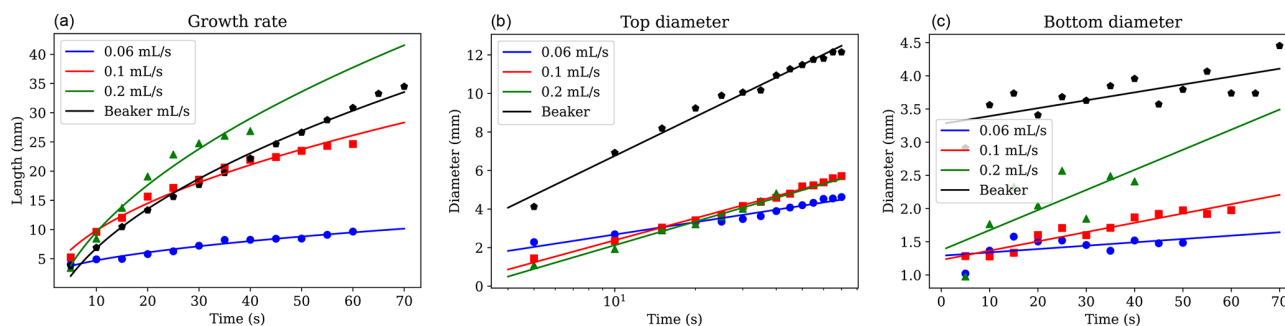 (a)
Growth rate
0.06 mL/s
0.1 mL/s
0.2 mL/s
Beaker mL/s
Length (mm)
40
35
30
25
20
15
10
5
10 20 30 40 50 60 70
Time (s)
(b)
Top diameter
0.06 mL/s
0.1 mL/s
0.2 mL/s
Beaker
Diameter (mm)
12
10
8
6
4
2
0
10¹
Time (s)
(c)
Bottom diameter
0.06 mL/s
0.1 mL/s
0.2 mL/s
Beaker
Diameter (mm)
4.5
4.0
3.5
3.0
2.5
2.0
1.5
1.0
0 10 20 30 40 50 60 70
Time (s)